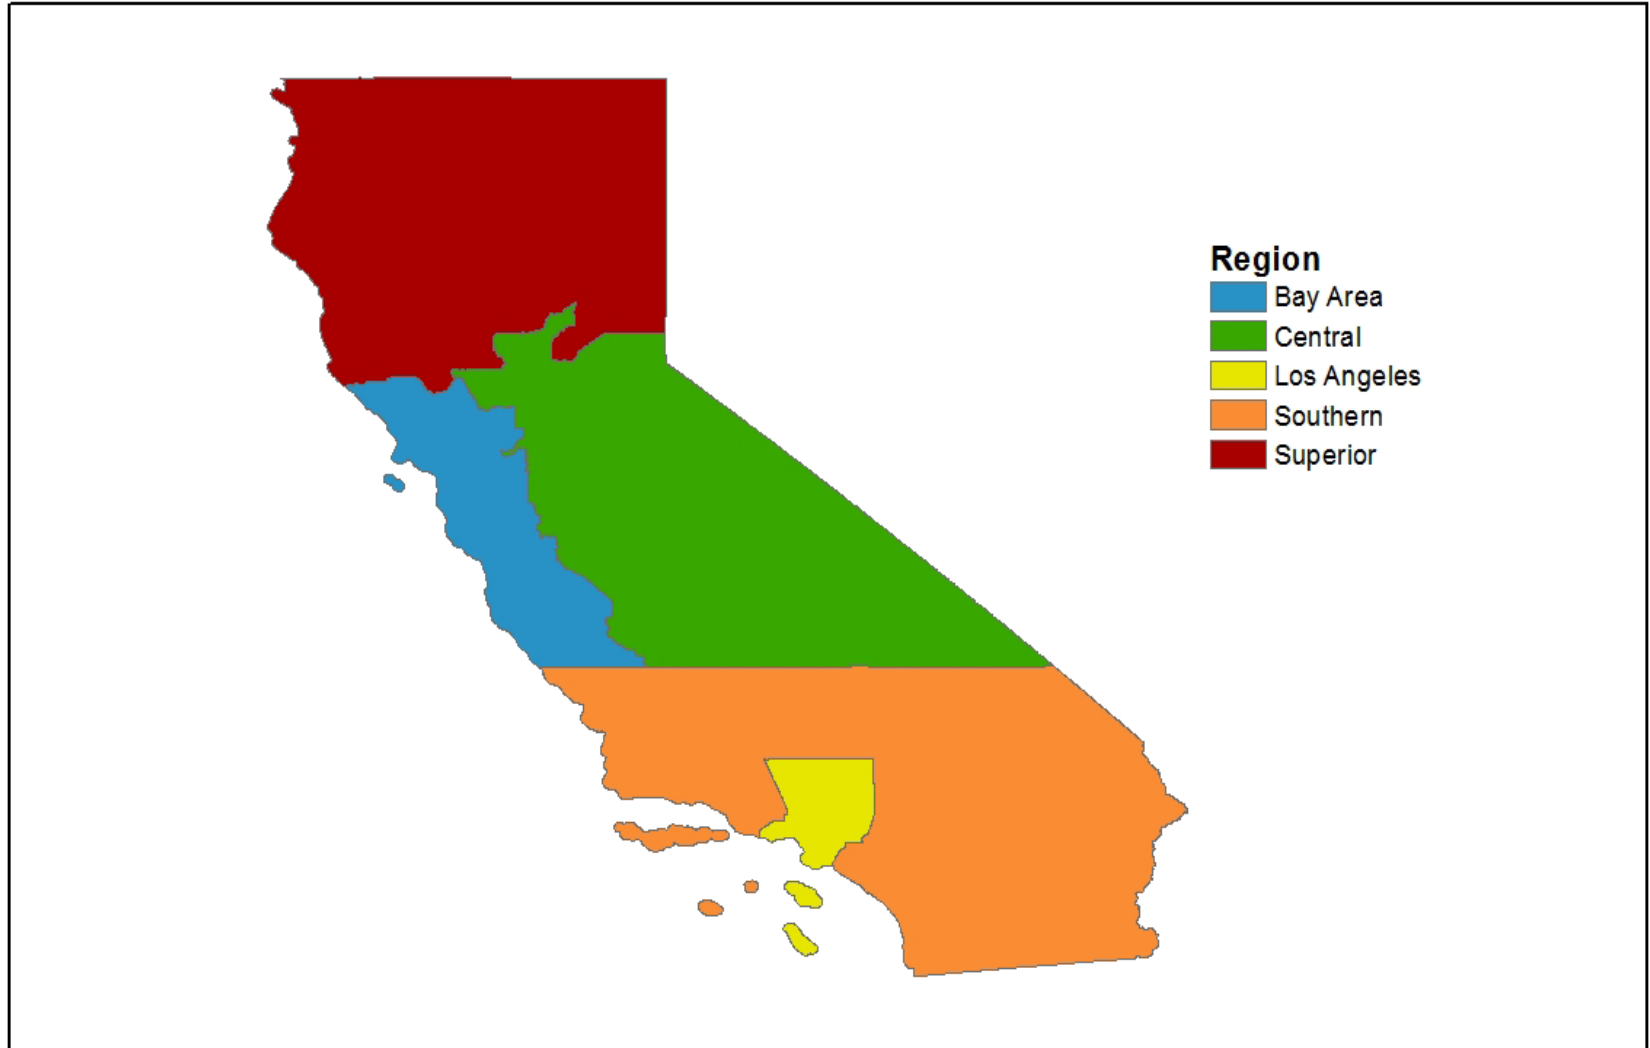 Region
Bay Area
Central
Los Angeles
Southern
Superior